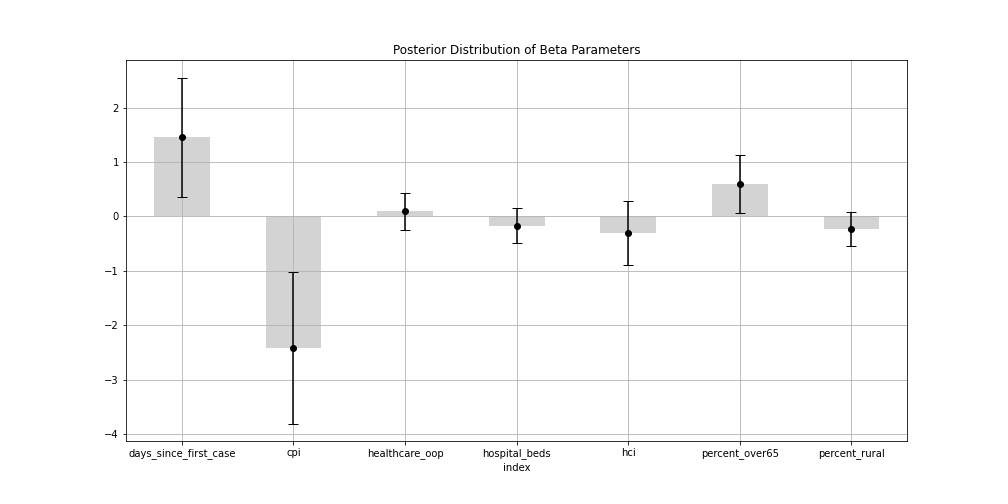 Posterior Distribution of Beta Parameters
2
1
0
−1
−2
−3
−4
days_since_first_case cpi healthcare_oop hospital_beds hci percent_over65 percent_rural
index